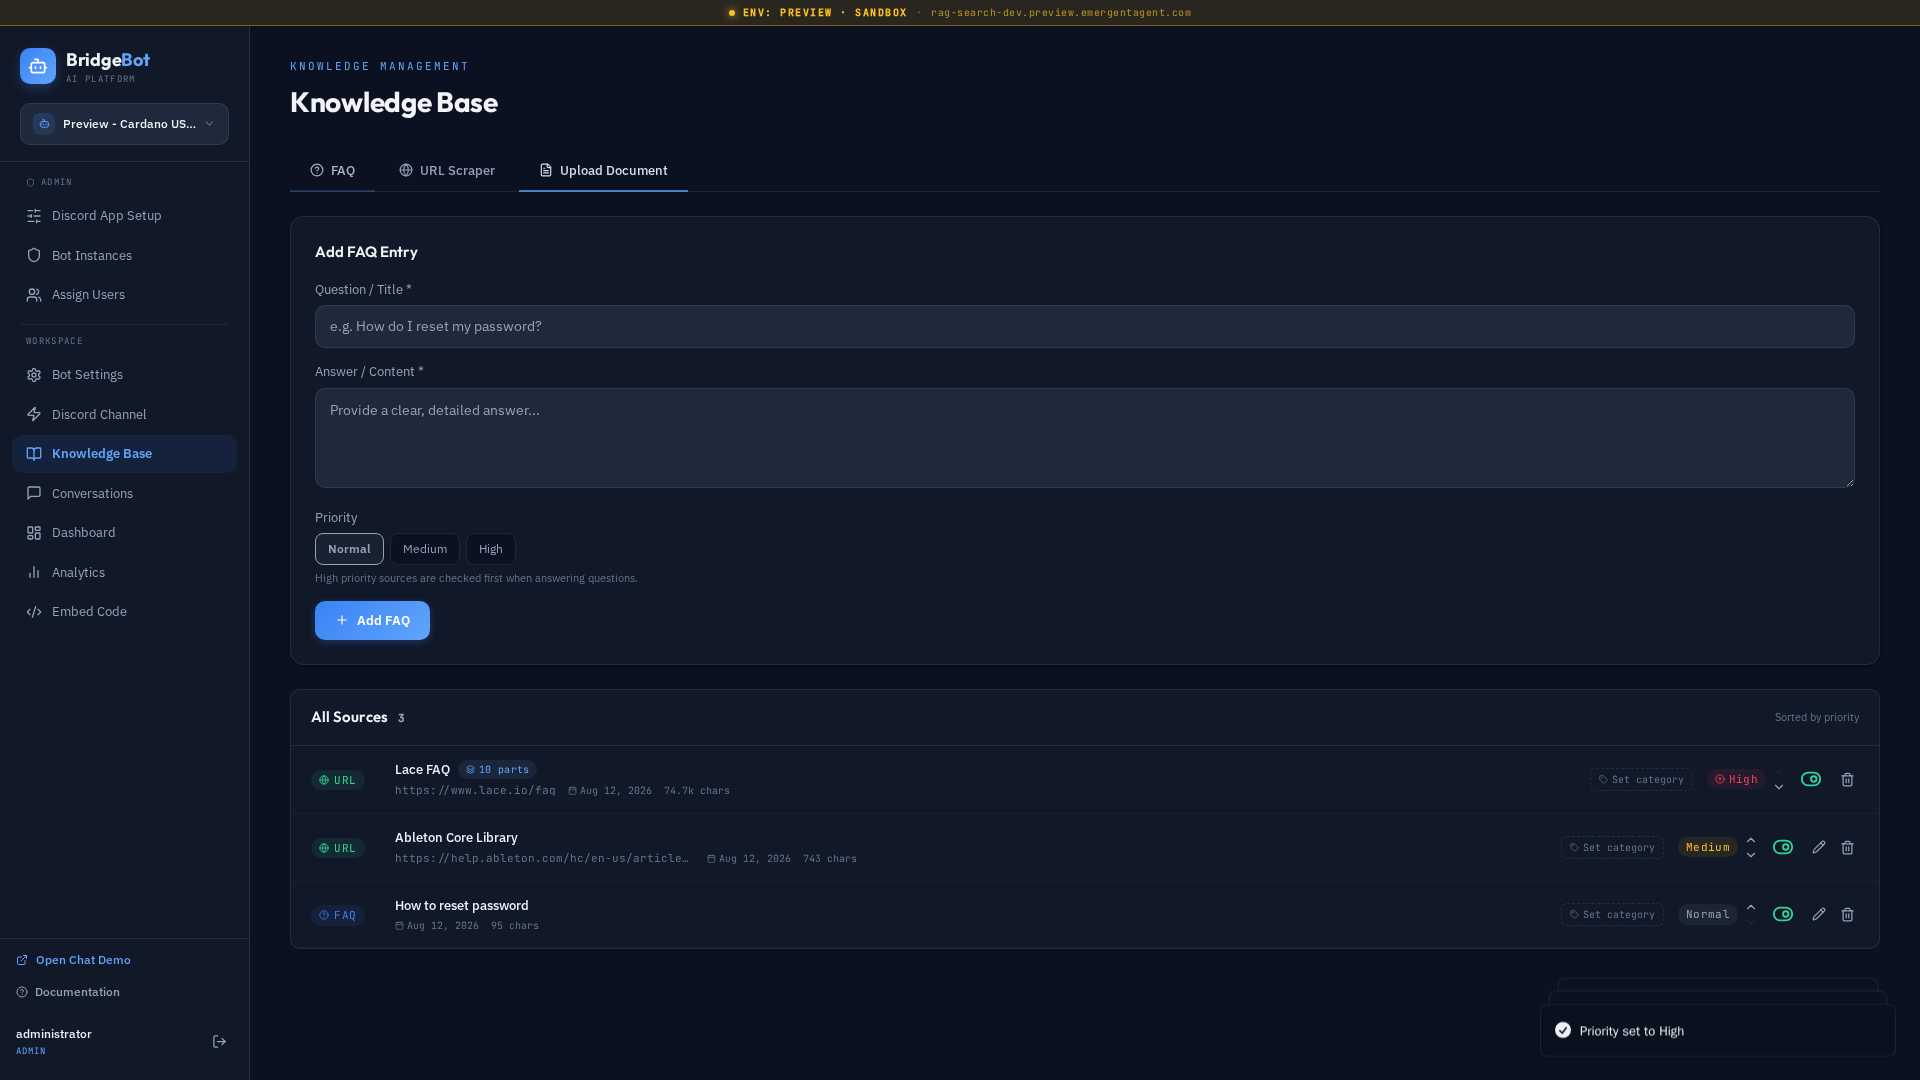 ENV: PREVIEW · SANDBOX · rag-search-dev.preview.emergentagent.com
BridgeBot
AI PLATFORM
Preview - Cardano US...
ADMIN
Discord App Setup
Bot Instances
Assign Users
WORKSPACE
Bot Settings
Discord Channel
Knowledge Base
Conversations
Dashboard
Analytics
Embed Code
Open Chat Demo
Documentation
administrator
ADMIN
KNOWLEDGE MANAGEMENT
Knowledge Base
FAQ URL Scraper Upload Document
Add FAQ Entry
Question / Title *
e.g. How do I reset my password?
Answer / Content *
Provide a clear, detailed answer...
Priority
Normal Medium High
High priority sources are checked first when answering questions.
+ Add FAQ
All Sources 3 Sorted by priority
URL Lace FAQ 10 parts Set category High
https://www.lace.io/faq Aug 12, 2026 74.7k chars
URL Ableton Core Library Set category Medium
https://help.ableton.com/hc/en-us/article… Aug 12, 2026 743 chars
FAQ How to reset password Set category Normal
Aug 12, 2026 95 chars
Priority set to High